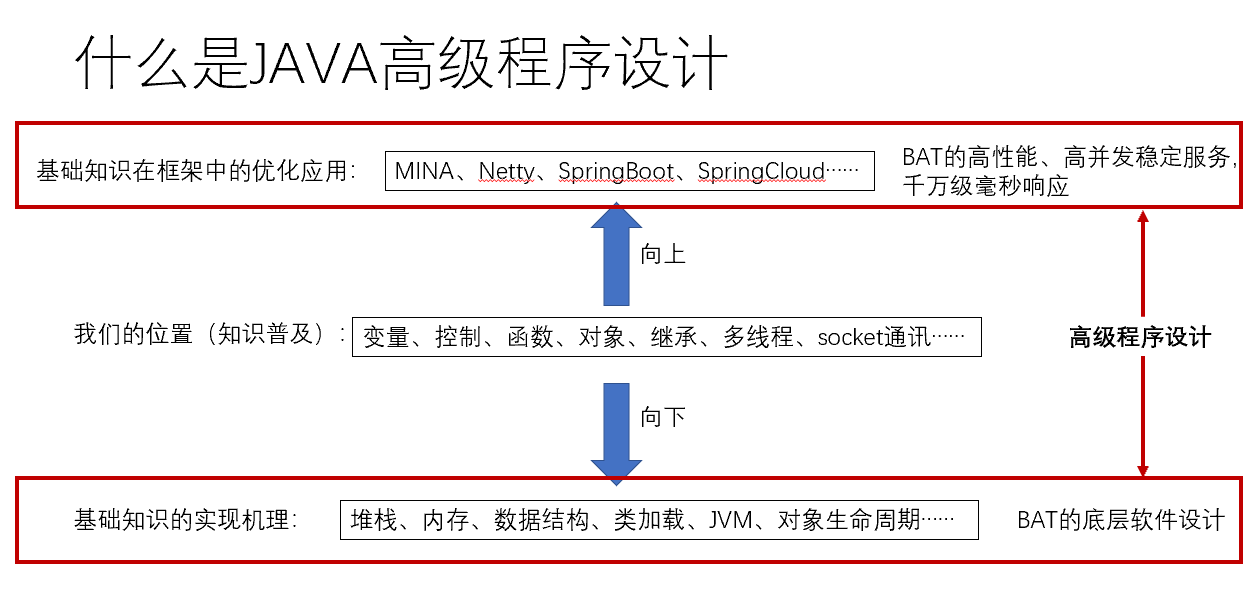 什么是JAVA高级程序设计
基础知识在框架中的优化应用：
MINA、Netty、SpringBoot、SpringCloud……
BAT的高性能、高并发稳定服务,
千万级毫秒响应
向上
我们的位置（知识普及）:
变量、控制、函数、对象、继承、多线程、socket通讯……
高级程序设计
向下
基础知识的实现机理：
堆栈、内存、数据结构、类加载、JVM、对象生命周期……
BAT的底层软件设计